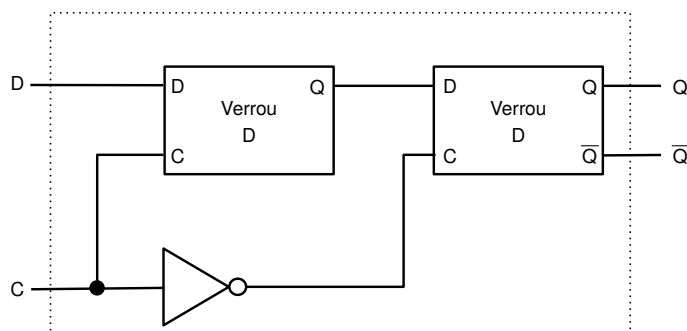 D D Q D Q Q
Verrou Verrou
D D
C C Q̅ Q̅
C